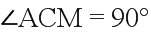 ∠ACM = 90°